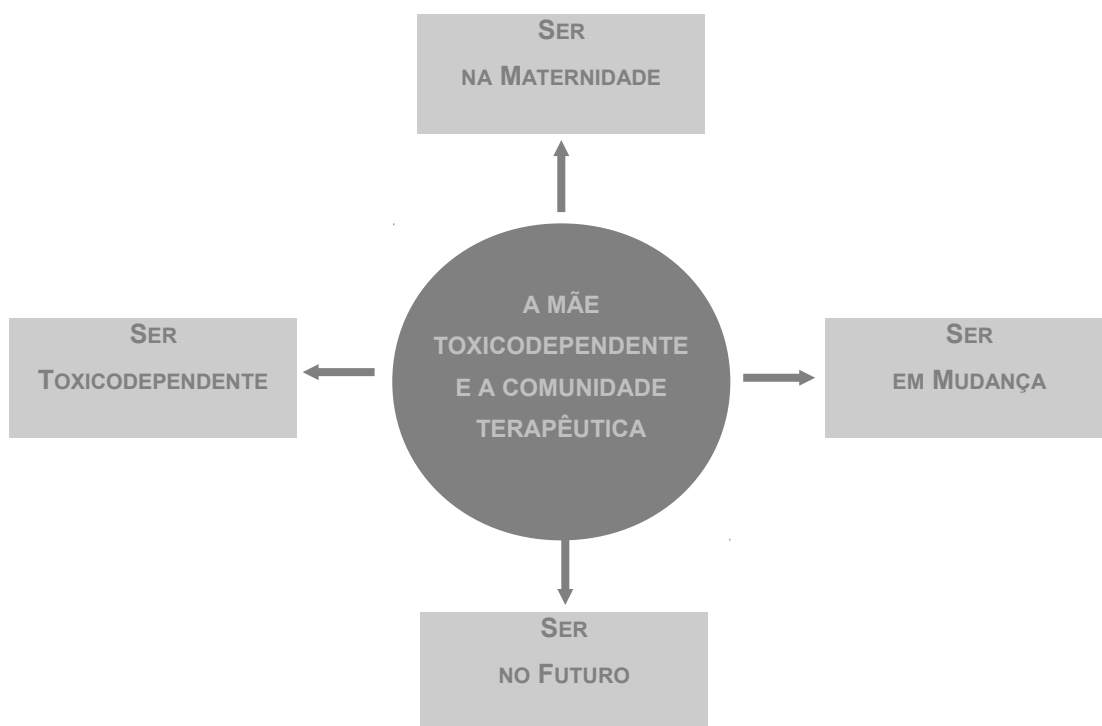 SER
NA MATERNIDADE
A MÃE
TOXICODEPENDENTE
E A COMUNIDADE
TERAPÊUTICA
SER
TOXICODEPENDENTE
SER
EM MUDANÇA
SER
NO FUTURO